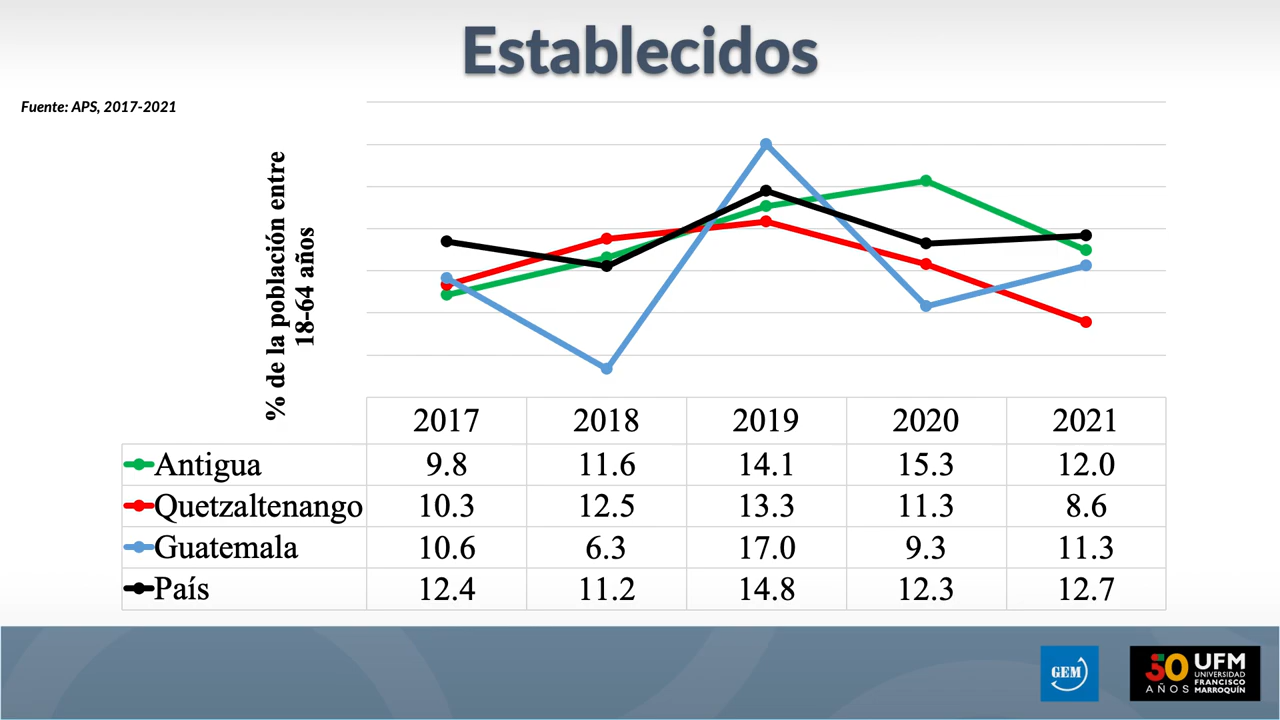 Establecidos
Fuente: APS, 2017-2021
% de la población entre
18-64 años
2017 2018 2019 2020 2021
Antigua 9.8 11.6 14.1 15.3 12.0
Quetzaltenango 10.3 12.5 13.3 11.3 8.6
Guatemala 10.6 6.3 17.0 9.3 11.3
País 12.4 11.2 14.8 12.3 12.7
GEM
50 AÑOS
UFM
UNIVERSIDAD
FRANCISCO
MARROQUÍN